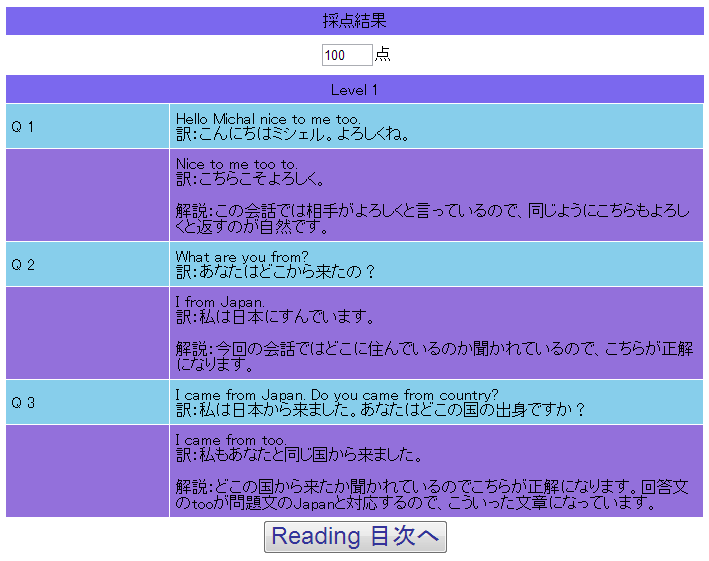 採点結果
100 点
Level 1
Q 1
Hello Michal nice to me too.
訳：こんにちはミシェル。よろしくね。
Nice to me too to.
訳：こちらこそよろしく。
解説：この会話では相手がよろしくと言っているので、同じようにこちらもよろし
くと返すのが自然です。
Q 2
What are you from?
訳：あなたはどこから来たの？
I from Japan.
訳：私は日本にすんでいます。
解説：今回の会話ではどこに住んでいるのか聞かれているので、こちらが正解
になります。
Q 3
I came from Japan. Do you came from country?
訳：私は日本から来ました。あなたはどこの国の出身ですか？
I came from too.
訳：私もあなたと同じ国から来ました。
解説：どこの国から来たか聞かれているのでこちらが正解になります。回答文
のtooが問題文のJapanと対応するので、こういった文章になっています。
Reading 目次へ